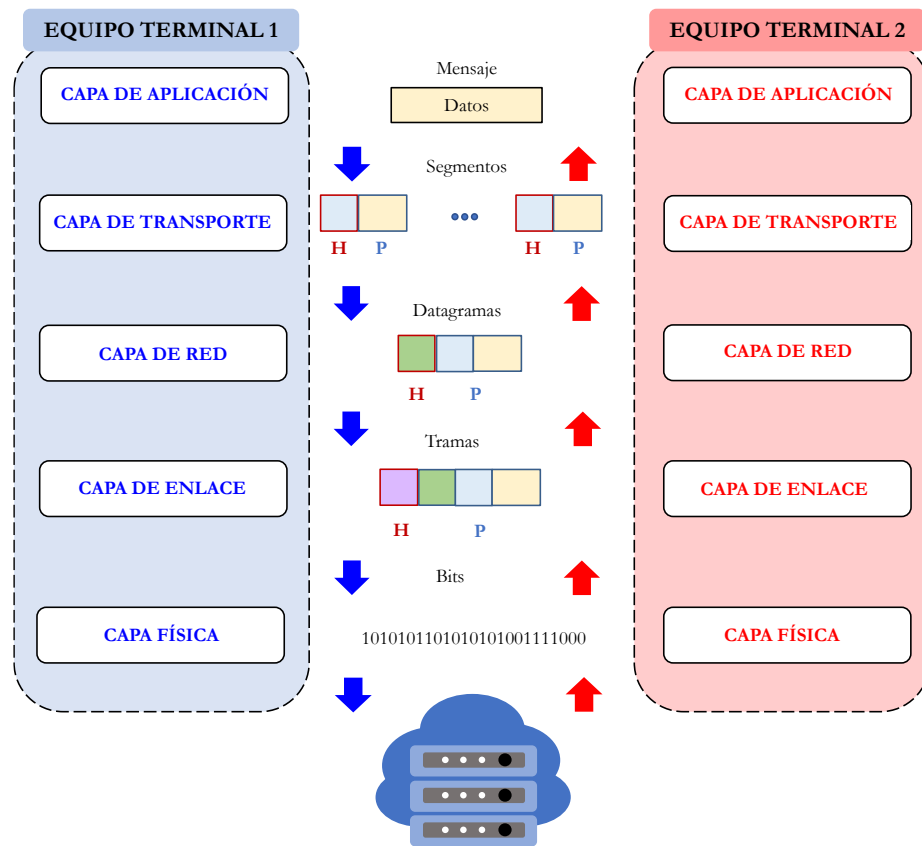 EQUIPO TERMINAL 1
EQUIPO TERMINAL 2
Mensaje
CAPA DE APLICACIÓN
Datos
CAPA DE APLICACIÓN
Segmentos
CAPA DE TRANSPORTE
CAPA DE TRANSPORTE
H P H P
Datagramas
CAPA DE RED
CAPA DE RED
H P
Tramas
CAPA DE ENLACE
CAPA DE ENLACE
H P
Bits
CAPA FÍSICA
1010101101010101001111000
CAPA FÍSICA